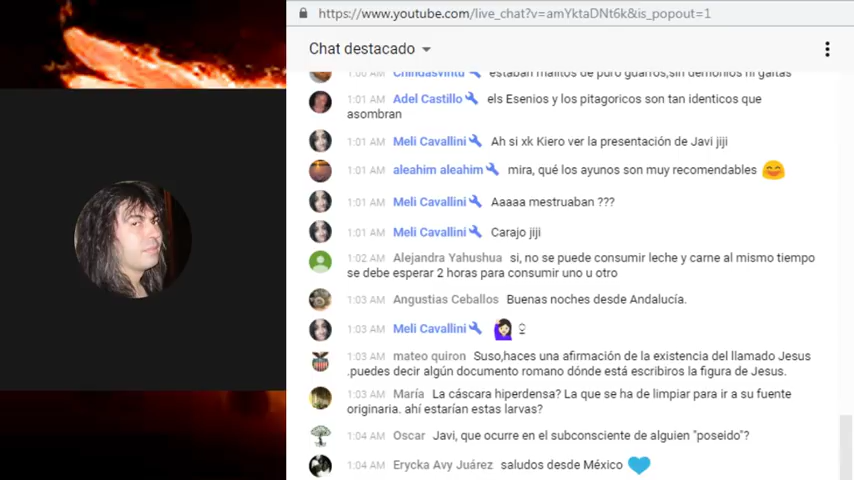 https://www.youtube.com/live_chat?v=amYktaDNt6k&is_popout=1
Chat destacado
1:00 AM Chindasvintu estaban malitos de puro guarros,sin demonios ni gaitas
1:01 AM Adel Castillo els Esenios y los pitagoricos son tan identicos que
asombran
1:01 AM Meli Cavallini Ah si xk Kiero ver la presentación de Javi jiji
1:01 AM aleahim aleahim mira, qué los ayunos son muy recomendables
1:01 AM Meli Cavallini Aaaaa mestruaban ???
1:01 AM Meli Cavallini Carajo jiji
1:02 AM Alejandra Yahushua si, no se puede consumir leche y carne al mismo tiempo
se debe esperar 2 horas para consumir uno u otro
1:03 AM Angustias Ceballos Buenas noches desde Andalucía.
1:03 AM Meli Cavallini
1:03 AM mateo quiron Suso,haces una afirmación de la existencia del llamado Jesus
.puedes decir algún documento romano dónde está escribiros la figura de Jesus.
1:03 AM María La cáscara hiperdensa? La que se ha de limpiar para ir a su fuente
originaria. ahí estarían estas larvas?
1:04 AM Oscar Javi, que ocurre en el subconsciente de alguien "poseido"?
1:04 AM Erycka Avy Juárez saludos desde México